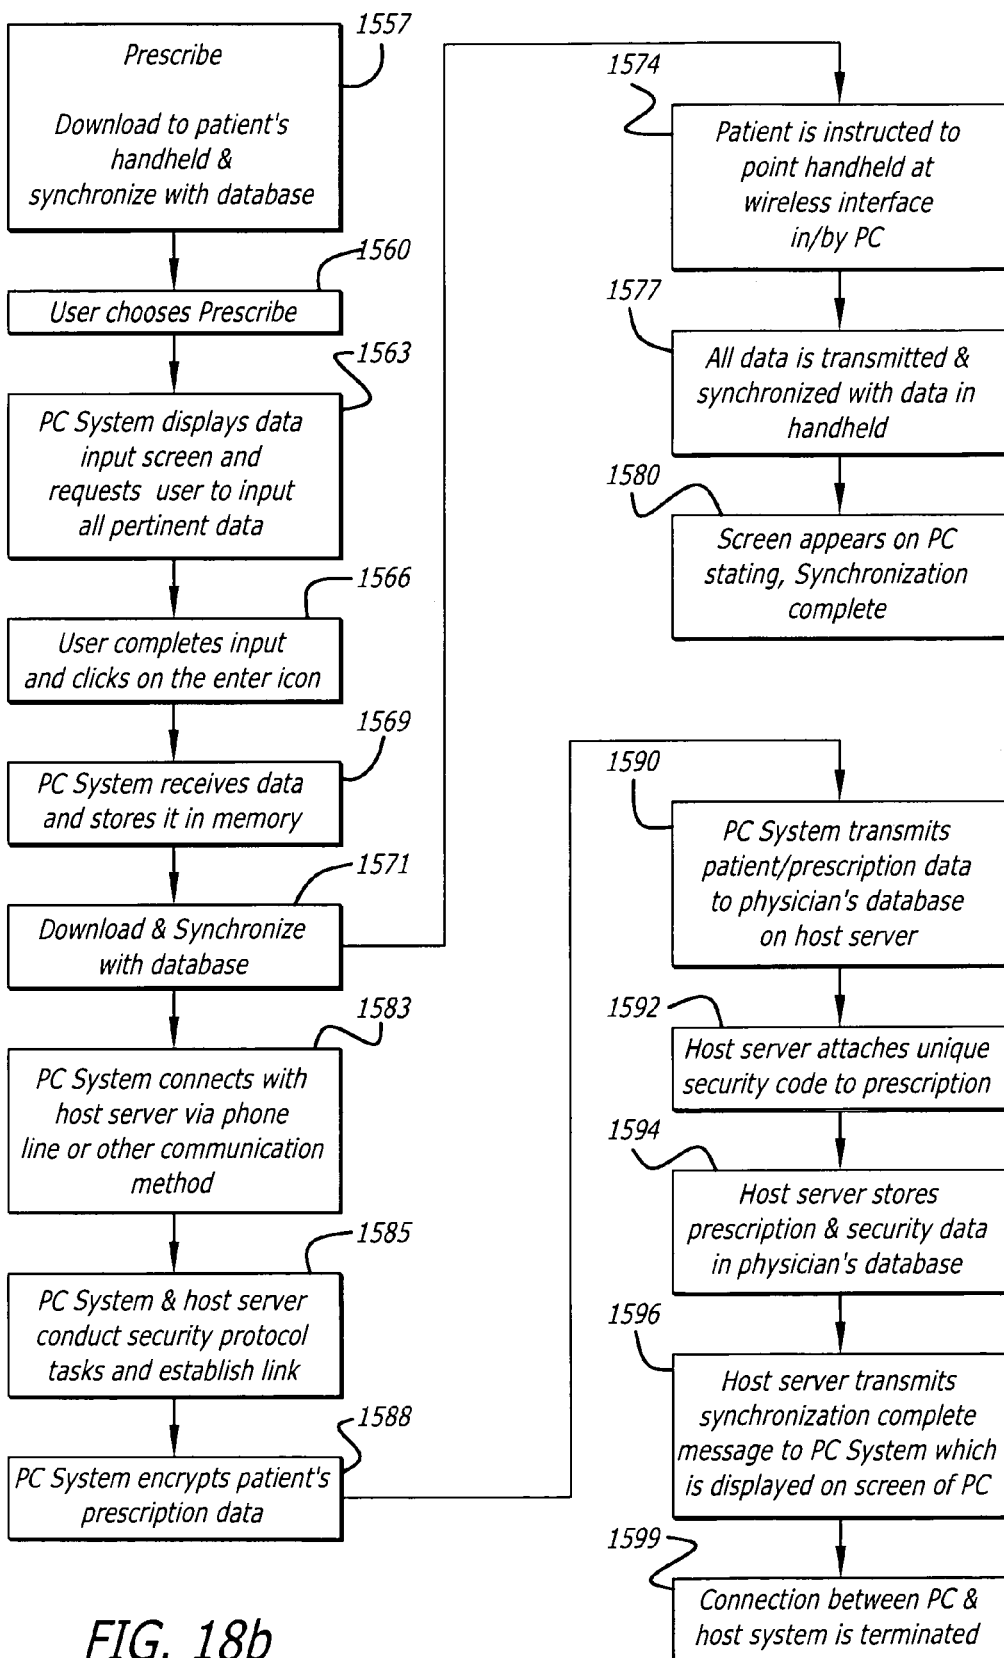 1557
Prescribe
Download to patient's
handheld &
synchronize with database
1560
User chooses Prescribe
1563
PC System displays data
input screen and
requests user to input
all pertinent data
1566
User completes input
and clicks on the enter icon
1569
PC System receives data
and stores it in memory
1571
Download & Synchronize
with database
1574
Patient is instructed to
point handheld at
wireless interface
in/by PC
1577
All data is transmitted &
synchronized with data in
handheld
1580
Screen appears on PC
stating, Synchronization
complete
1583
PC System connects with
host server via phone
line or other communication
method
1585
PC System & host server
conduct security protocol
tasks and establish link
1588
PC System encrypts patient's
prescription data
1590
PC System transmits
patient/prescription data
to physician's database
on host server
1592
Host server attaches unique
security code to prescription
1594
Host server stores
prescription & security data
in physician's database
1596
Host server transmits
synchronization complete
message to PC System which
is displayed on screen of PC
1599
Connection between PC &
host system is terminated
FIG. 18b